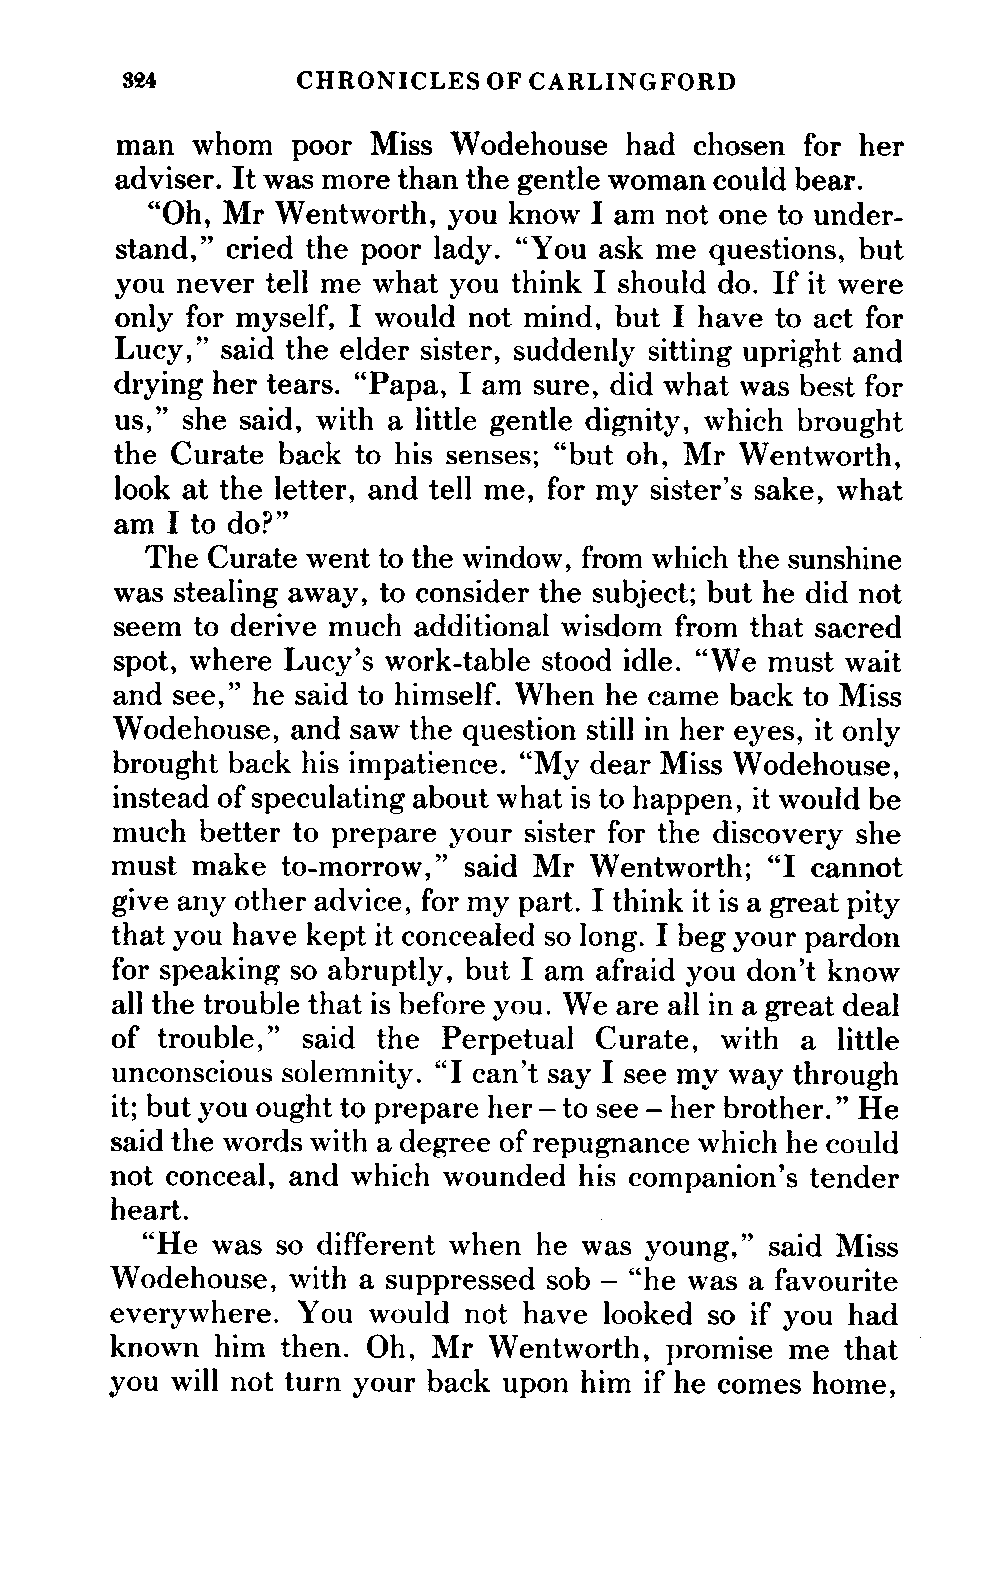 324 CHRONICLES OF CARLINGFORD
man whom poor Miss Wodehouse had chosen for her
adviser. It was more than the gentle woman could bear.
“Oh, Mr Wentworth, you know I am not one to under-
stand,” cried the poor lady. “You ask me questions, but
you never tell me what you think I should do. If it were
only for myself, I would not mind, but I have to act for
Lucy,” said the elder sister, suddenly sitting upright and
drying her tears. “Papa, I am sure, did what was best for
us,” she said, with a little gentle dignity, which brought
the Curate back to his senses; “but oh, Mr Wentworth,
look at the letter, and tell me, for my sister’s sake, what
am I to do?”
The Curate went to the window, from which the sunshine
was stealing away, to consider the subject; but he did not
seem to derive much additional wisdom from that sacred
spot, where Lucy’s work-table stood idle. “We must wait
and see,” he said to himself. When he came back to Miss
Wodehouse, and saw the question still in her eyes, it only
brought back his impatience. “My dear Miss Wodehouse,
instead of speculating about what is to happen, it would be
much better to prepare your sister for the discovery she
must make to-morrow,” said Mr Wentworth; “I cannot
give any other advice, for my part. I think it is a great pity
that you have kept it concealed so long. I beg your pardon
for speaking so abruptly, but I am afraid you don’t know
all the trouble that is before you. We are all in a great deal
of trouble,” said the Perpetual Curate, with a little
unconscious solemnity. “I can’t say I see my way through
it; but you ought to prepare her – to see – her brother.” He
said the words with a degree of repugnance which he could
not conceal, and which wounded his companion’s tender
heart.
“He was so different when he was young,” said Miss
Wodehouse, with a suppressed sob – “he was a favourite
everywhere. You would not have looked so if you had
known him then. Oh, Mr Wentworth, promise me that
you will not turn your back upon him if he comes home,